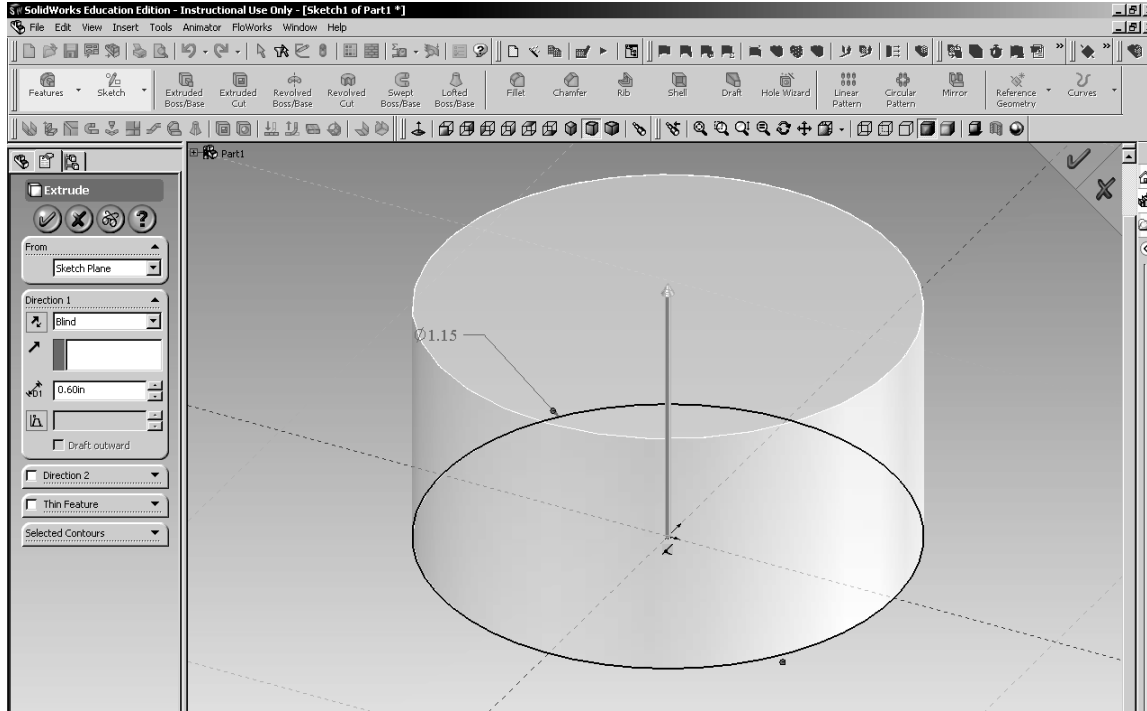 SolidWorks Education Edition - Instructional Use Only - [Sketch1 of Part1 *]
File Edit View Insert Tools Animator FloWorks Window Help
Features Sketch Extruded Boss/Base Extruded Cut Revolved Boss/Base Revolved Cut Swept Boss/Base Lofted Boss/Base Fillet Chamfer Rib Shell Draft Hole Wizard Linear Pattern Circular Pattern Mirror Reference Geometry Curves
Part1
Extrude
From
Sketch Plane
Direction 1
Blind
D1 0.60in
Draft outward
Direction 2
Thin Feature
Selected Contours
Ø1.15